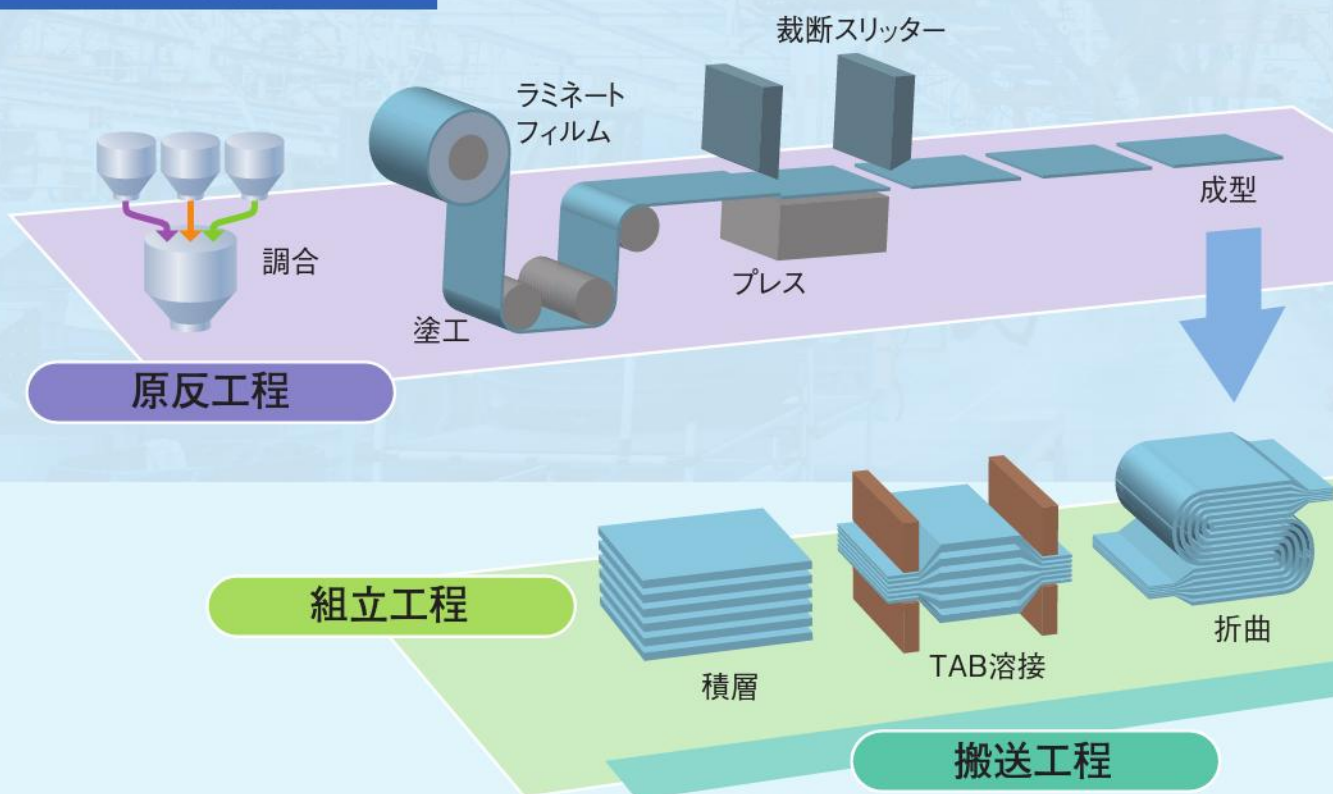 裁断スリッター
ラミネート
フィルム
成型
調合
プレス
塗工
原反工程
組立工程
折曲
TAB溶接
積層
搬送工程